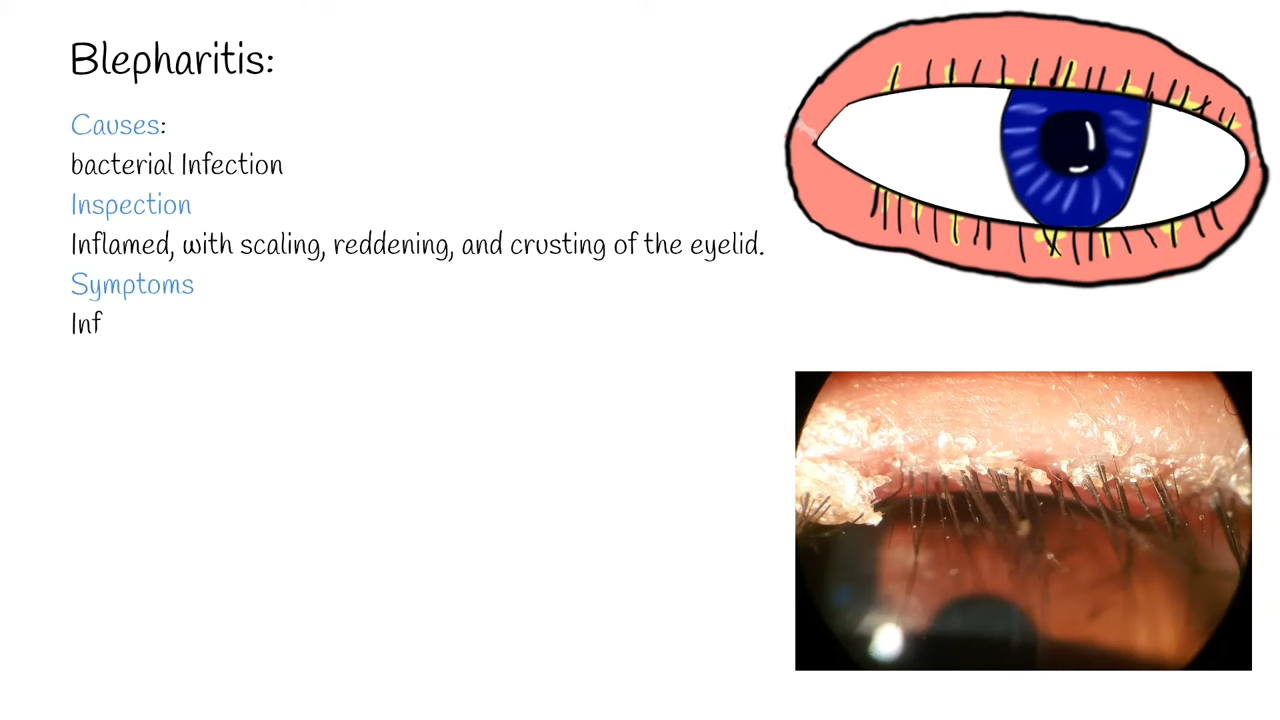 Blepharitis:
Causes:
bacterial Infection
Inspection
Inflamed, with scaling, reddening, and crusting of the eyelid.
Symptoms
Inf